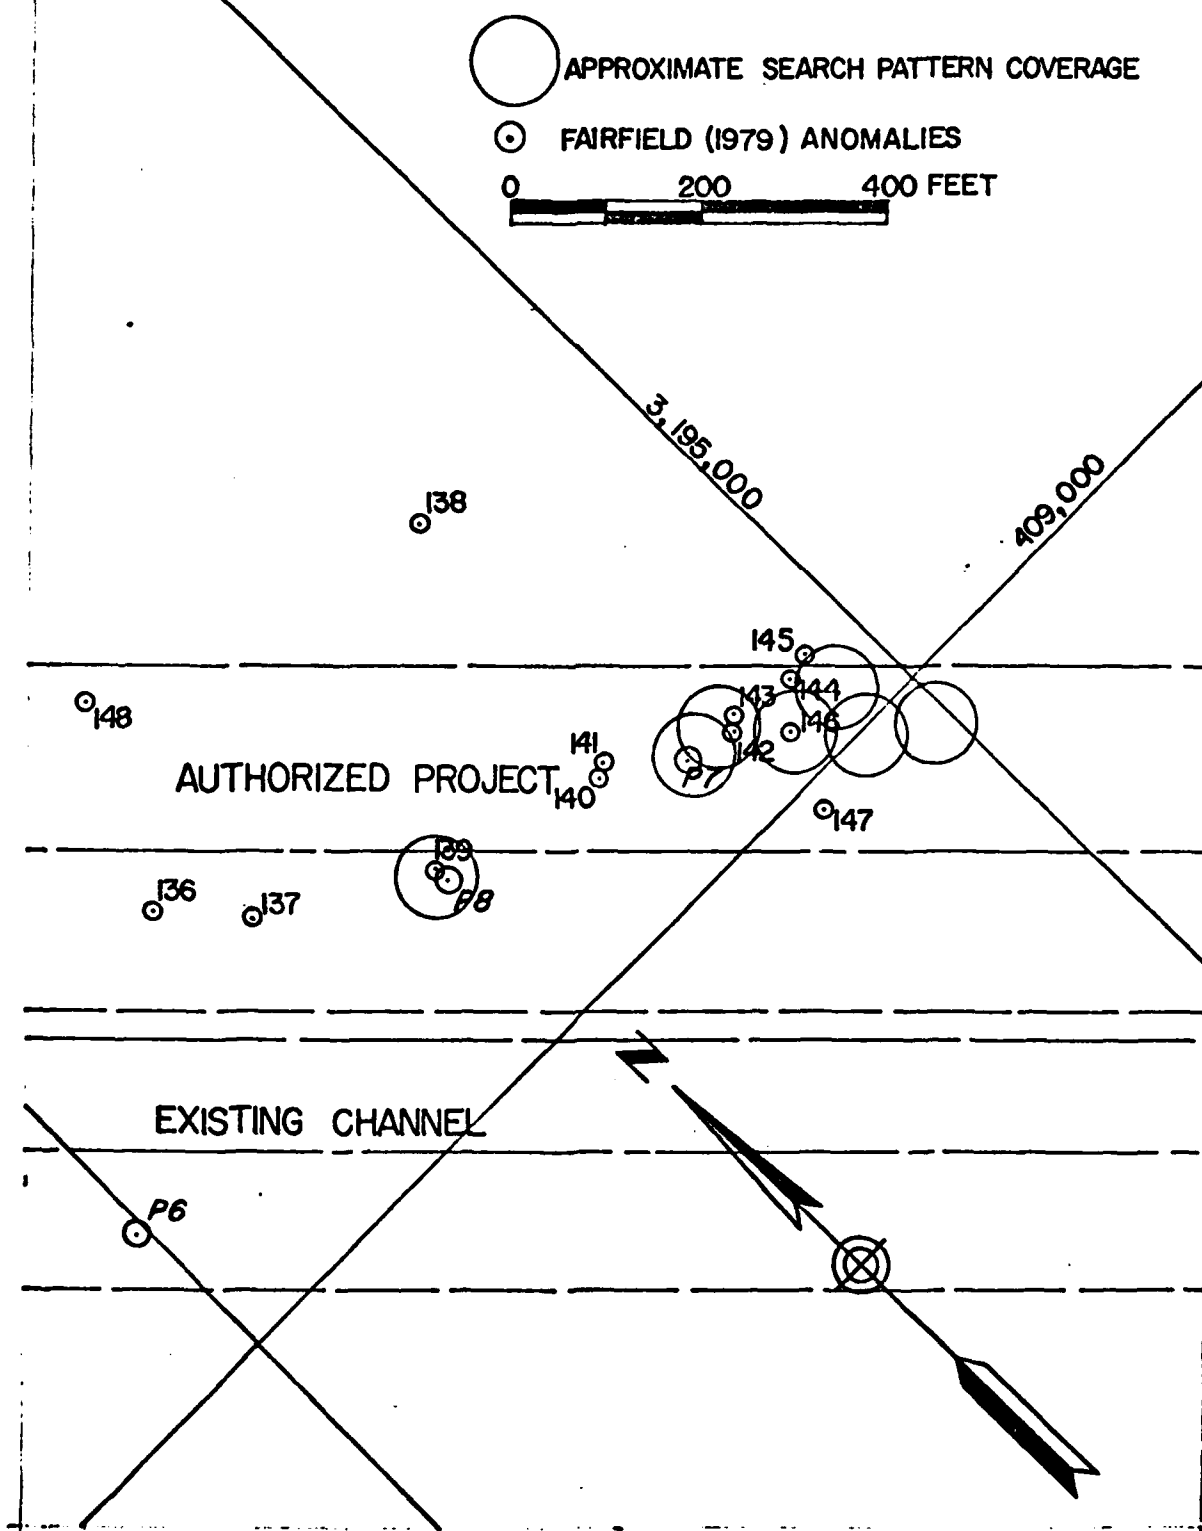 APPROXIMATE SEARCH PATTERN COVERAGE
FAIRFIELD (1979) ANOMALIES
0 200 400 FEET
3,195,000
409,000
138
145
144
143
146
142
148
141
140
P7
147
AUTHORIZED PROJECT
139
P8
136
137
N
EXISTING CHANNEL
P6